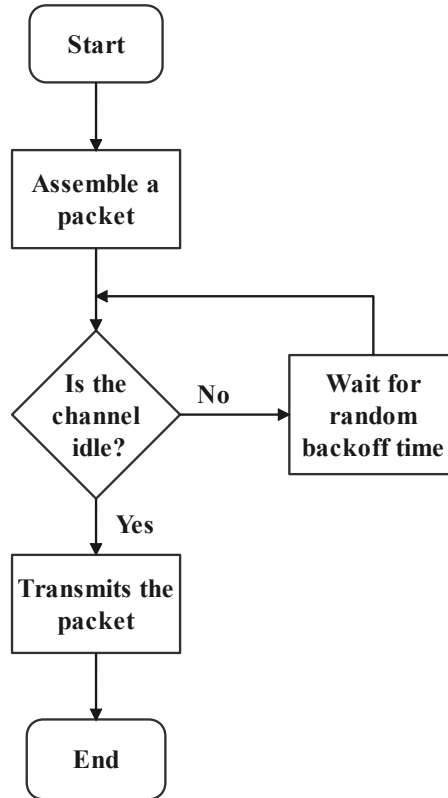 Start
Assemble a
packet
Is the
channel
idle?
No
Wait for
random
backoff time
Yes
Transmits the
packet
End